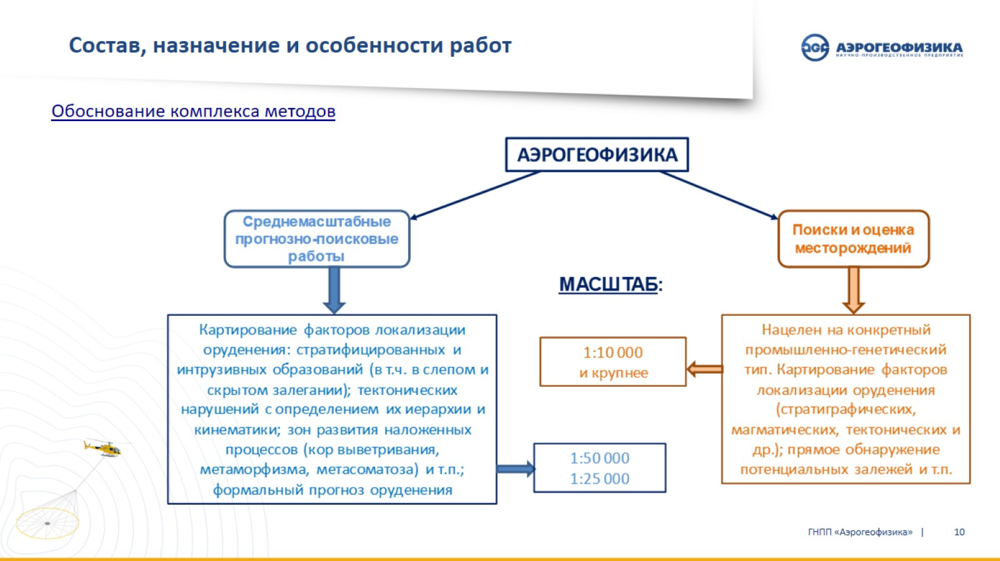 Состав, назначение и особенности работ
АЭРОГЕОФИЗИКА
НАУЧНО-ПРОИЗВОДСТВЕННОЕ ПРЕДПРИЯТИЕ
Обоснование комплекса методов
АЭРОГЕОФИЗИКА
Среднемасштабные
прогнозно-поисковые
работы
Поиски и оценка
месторождений
МАСШТАБ:
Картирование факторов локализации
оруденения: стратифицированных и
интрузивных образований (в т.ч. в слепом и
скрытом залегании); тектонических
нарушений с определением их иерархии и
кинематики; зон развития наложенных
процессов (кор выветривания,
метаморфизма, метасоматоза) и т.п.;
формальный прогноз оруденения
1:10 000
и крупнее
1:50 000
1:25 000
Нацелен на конкретный
промышленно-генетический
тип. Картирование факторов
локализации оруденения
(стратиграфических,
магматических, тектонических и
др.); прямое обнаружение
потенциальных залежей и т.п.
ГНПП «Аэрогеофизика» | 10